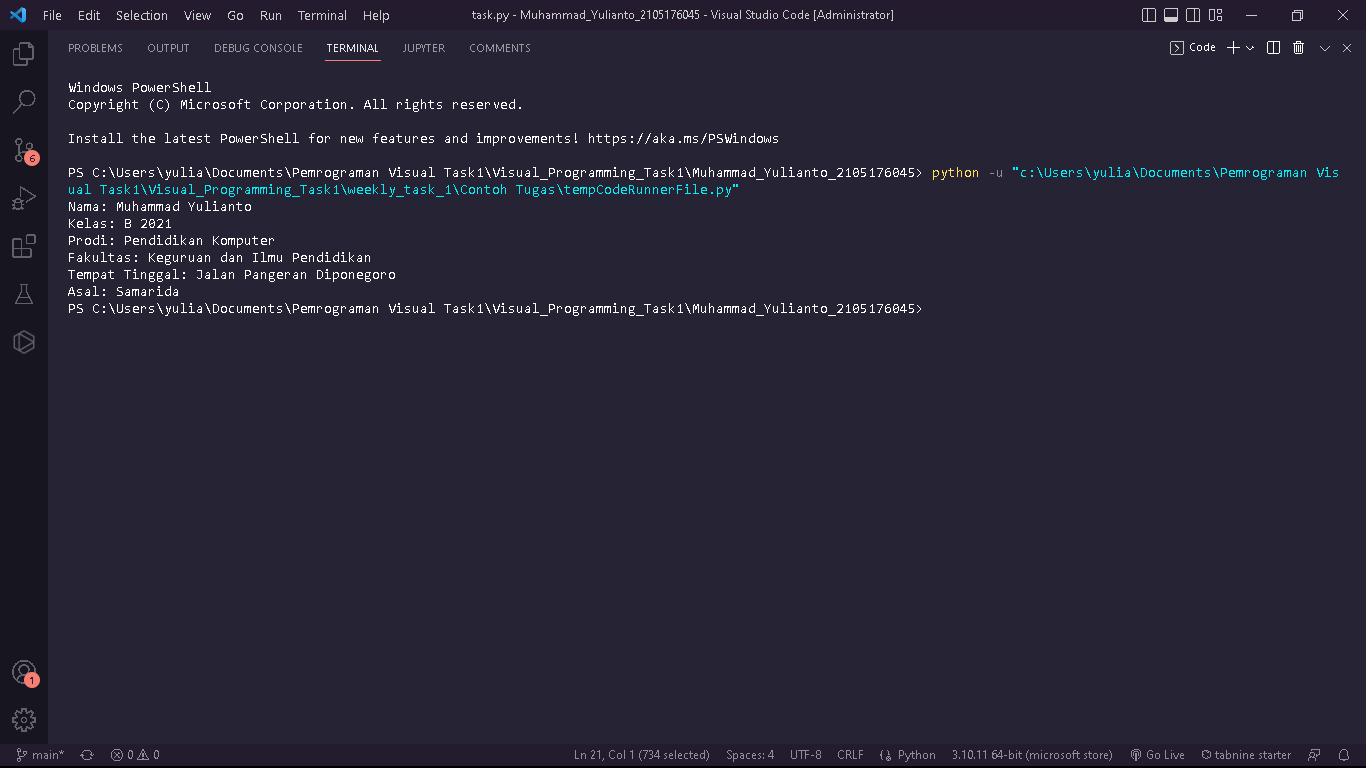 File Edit Selection View Go Run Terminal Help task.py - Muhammad_Yulianto_2105176045 - Visual Studio Code [Administrator]
PROBLEMS OUTPUT DEBUG CONSOLE TERMINAL JUPYTER COMMENTS Code
Windows PowerShell
Copyright (C) Microsoft Corporation. All rights reserved.
Install the latest PowerShell for new features and improvements! https://aka.ms/PSWindows
PS C:\Users\yulia\Documents\Pemrograman Visual Task1\Visual_Programming_Task1\Muhammad_Yulianto_2105176045> python -u "c:\Users\yulia\Documents\Pemrograman Vis
ual Task1\Visual_Programming_Task1\weekly_task_1\Contoh Tugas\tempCodeRunnerFile.py"
Nama: Muhammad Yulianto
Kelas: B 2021
Prodi: Pendidikan Komputer
Fakultas: Keguruan dan Ilmu Pendidikan
Tempat Tinggal: Jalan Pangeran Diponegoro
Asal: Samarida
PS C:\Users\yulia\Documents\Pemrograman Visual Task1\Visual_Programming_Task1\Muhammad_Yulianto_2105176045>
6
1
main* 0 0 Ln 21, Col 1 (734 selected) Spaces: 4 UTF-8 CRLF Python 3.10.11 64-bit (microsoft store) Go Live tabnine starter